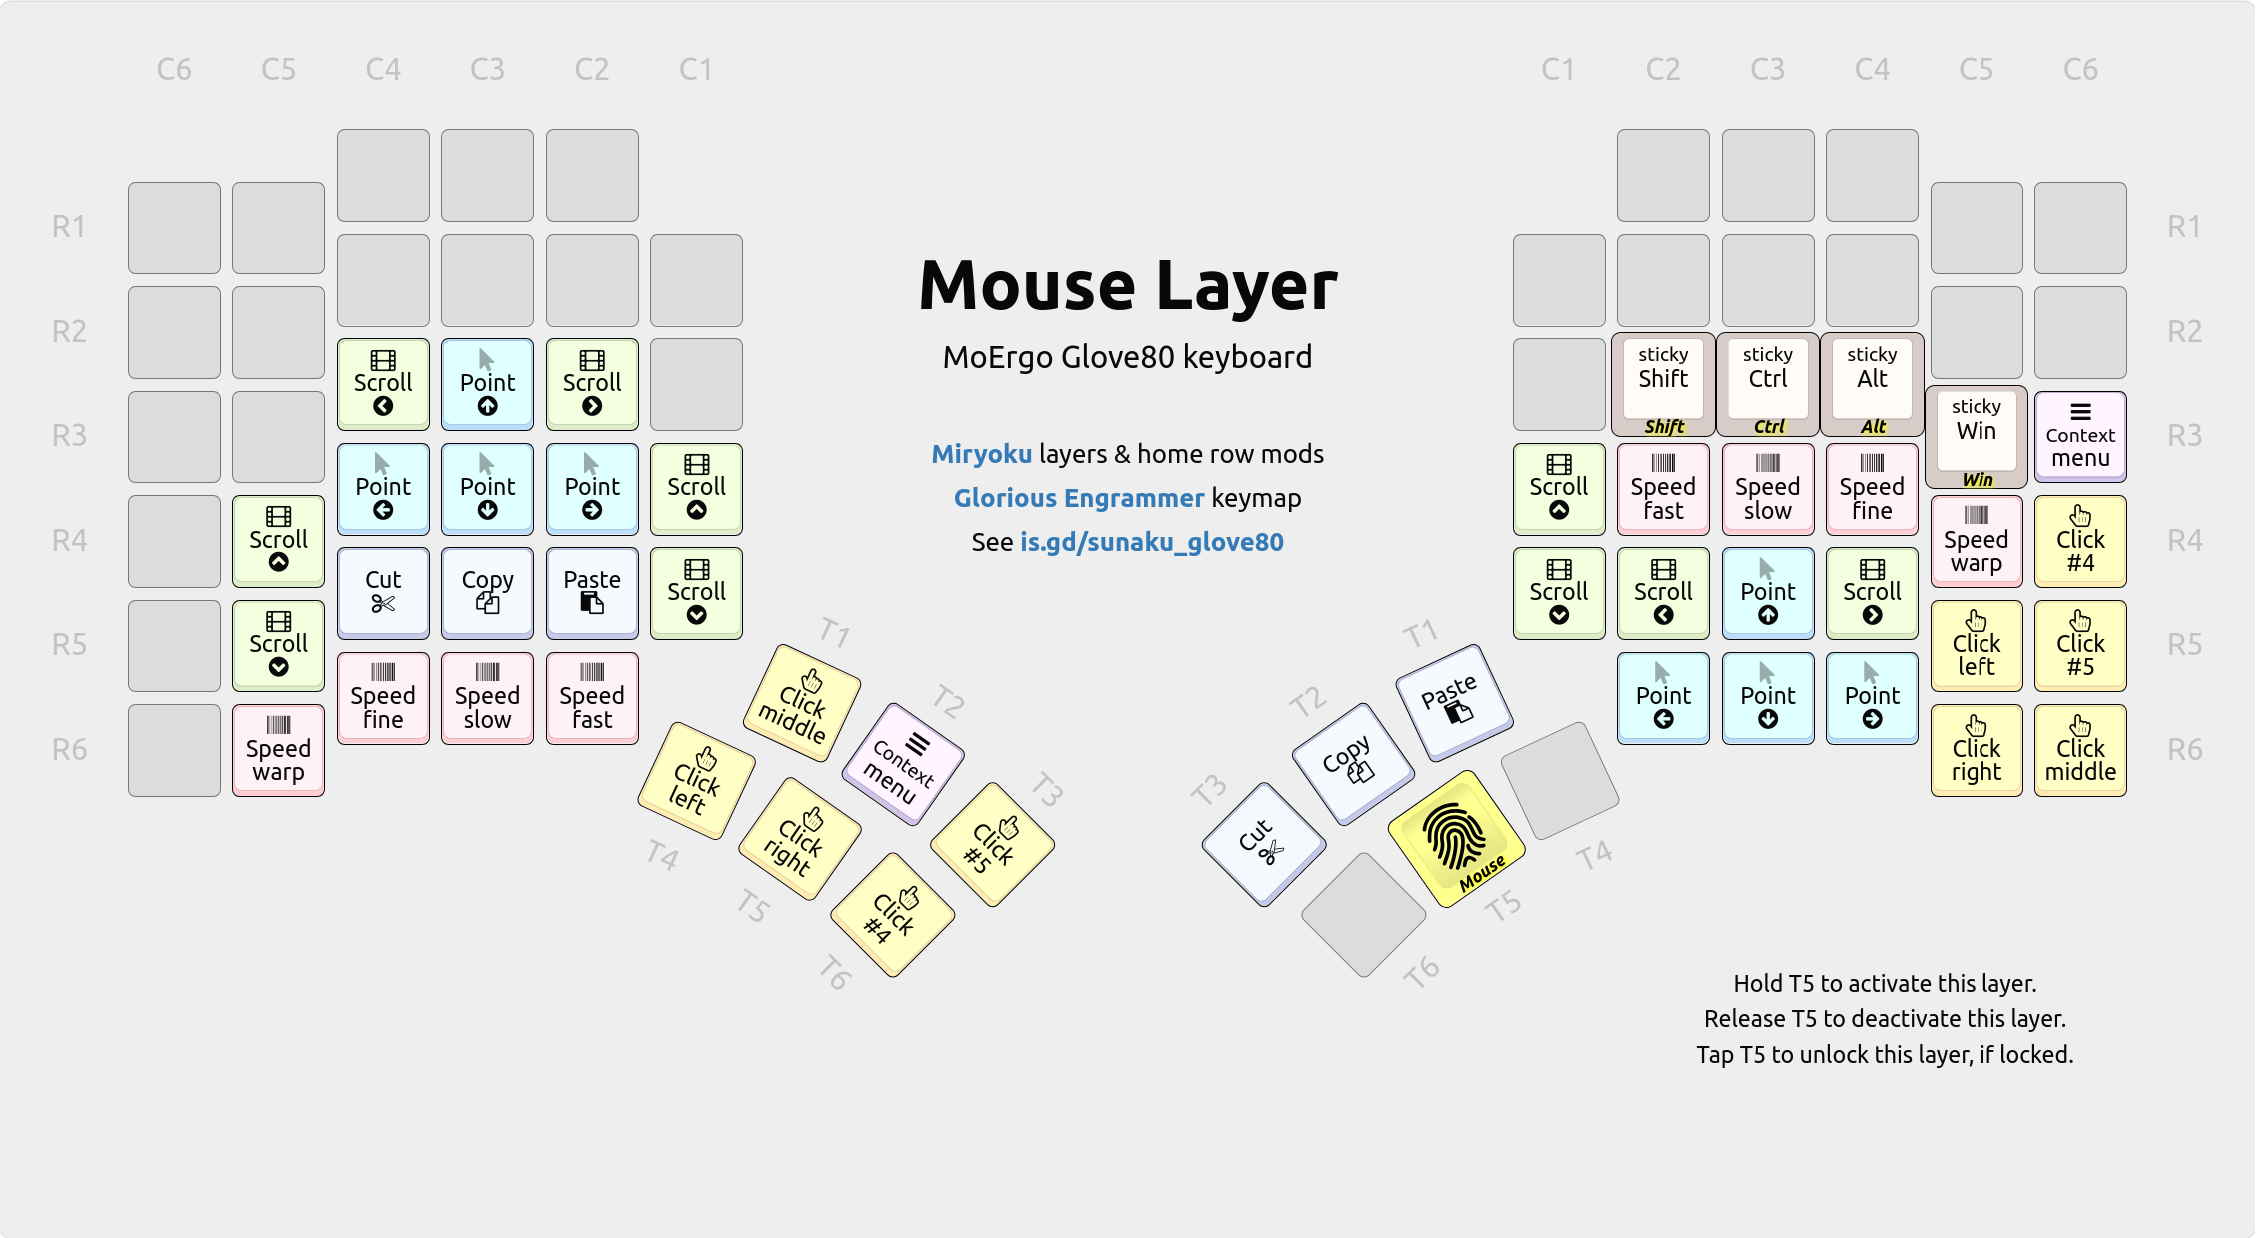 C6 C5 C4 C3 C2 C1 C1 C2 C3 C4 C5 C6
R1 R1
Mouse Layer
R2 R2
MoErgo Glove80 keyboard
Scroll
Point
Scroll
sticky
Shift
Shift
sticky
Ctrl
Ctrl
sticky
Alt
Alt
sticky
Win
Win
Context
menu
R3 R3
Miryoku layers & home row mods
Glorious Engrammer keymap
See is.gd/sunaku_glove80
R4
Scroll
Point
Point
Point
Scroll
Scroll
Speed
fast
Speed
slow
Speed
fine
Speed
warp
Click
#4
R4
R5
Scroll
Cut
Copy
Paste
Scroll
Scroll
Scroll
Point
Scroll
Click
left
Click
#5
R5
R6
Speed
warp
Speed
fine
Speed
slow
Speed
fast
Point
Point
Point
Click
right
Click
middle
R6
T1
Click
middle
T2
Context
menu
T3
Click
#5
Click
left
T4
Click
right
T5
Click
#4
T6
T1
Paste
T2
Copy
T3
Cut
Mouse
T4
T5
T6
Hold T5 to activate this layer.
Release T5 to deactivate this layer.
Tap T5 to unlock this layer, if locked.